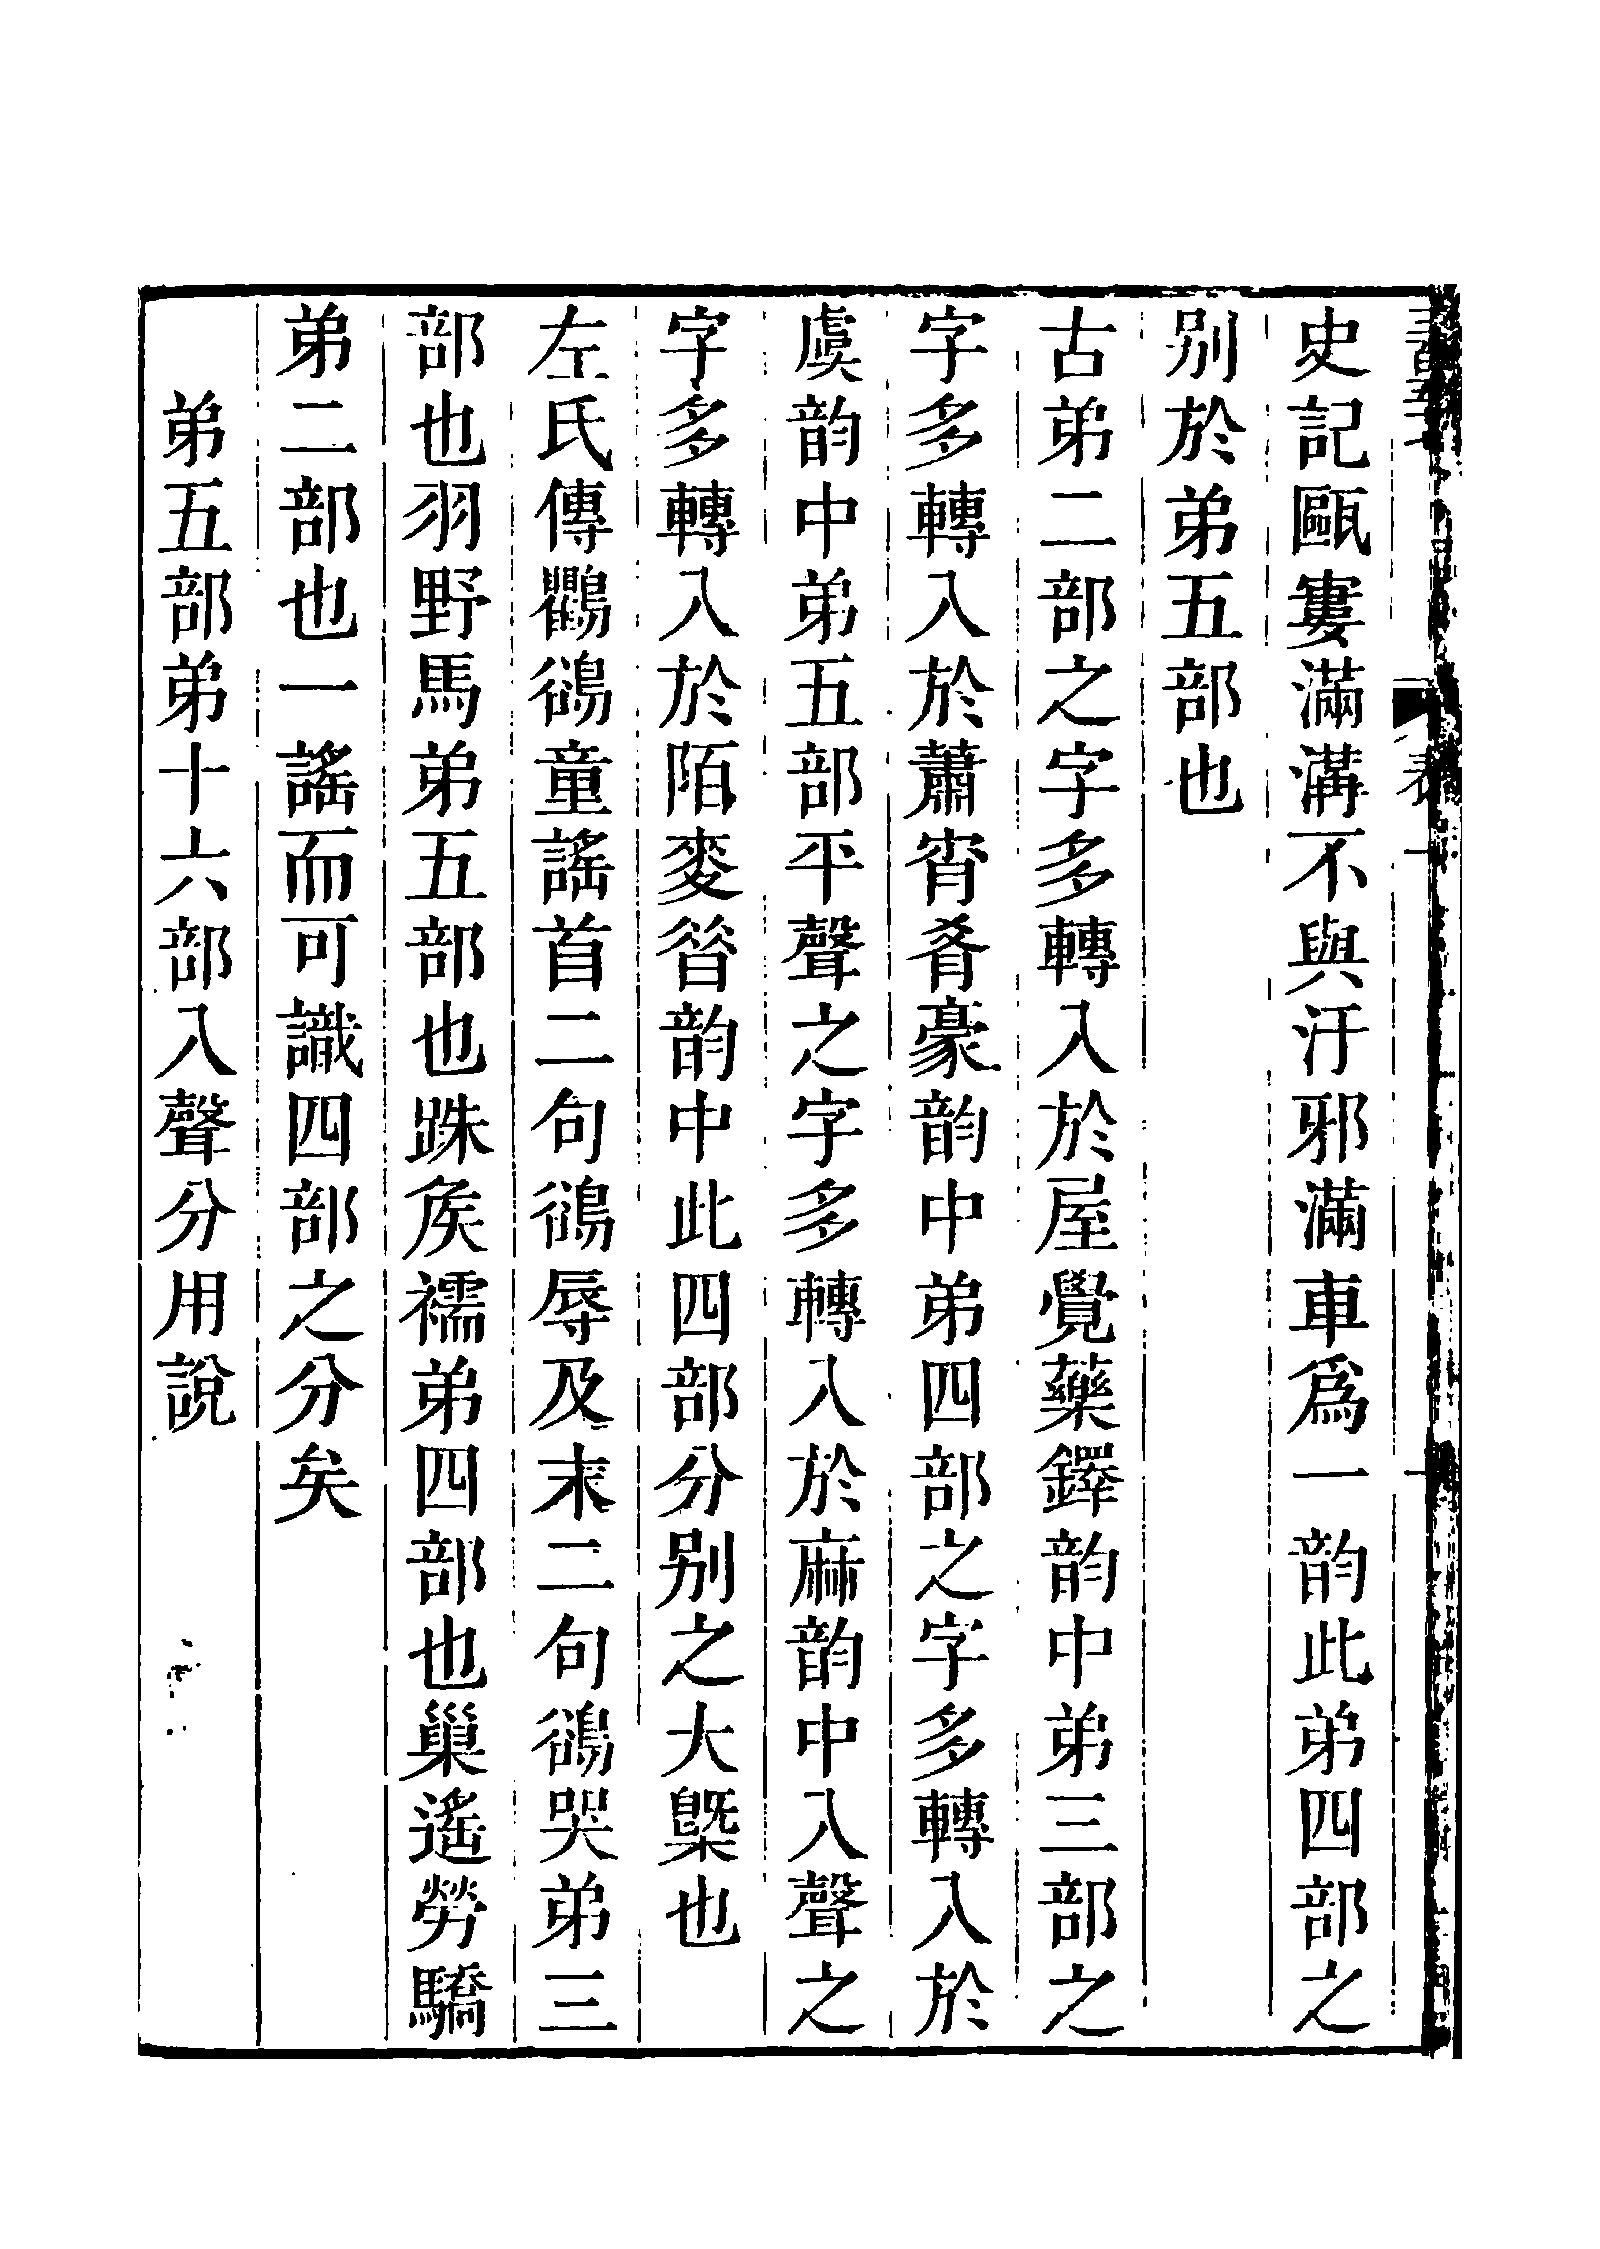 史記甌窶滿溝不與汙邪滿車爲一韵此弟四部之
別於弟五部也
古弟二部之字多轉入於屋覺藥鐸韵中弟三部之
字多轉入於蕭宵肴豪韵中弟四部之字多轉入於
虞韵中弟五部平聲之字多轉入於麻韵中入聲之
字多轉入於陌麥昝韵中此四部分別之大槩也
左氏傳鸜鵒童謠首二句鵒辱及末二句鵒哭弟三
部也羽野馬弟五部也跦矦襦弟四部也巢遙勞驕
弟二部也一謠而可識四部之分矣
弟五部弟十六部入聲分用說